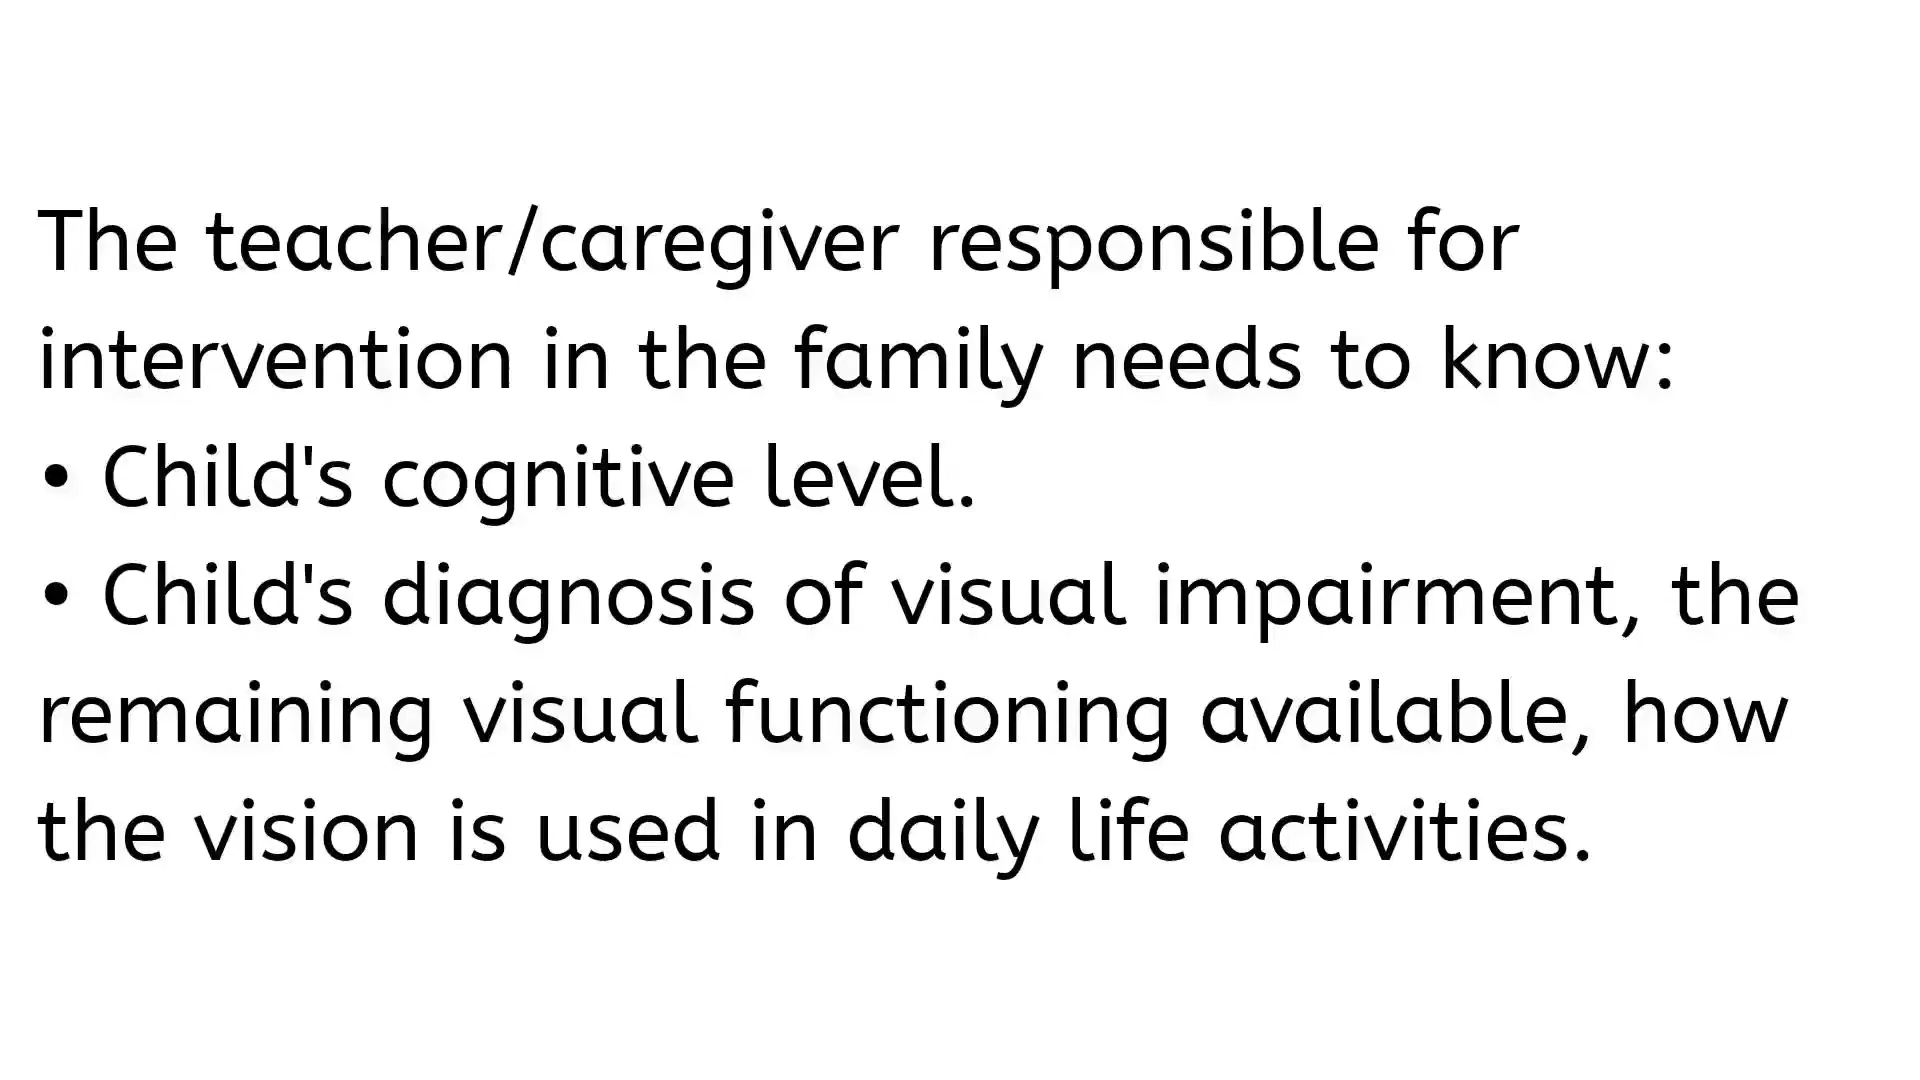 The teacher/caregiver responsible for
intervention in the family needs to know:
• Child's cognitive level.
• Child's diagnosis of visual impairment, the
remaining visual functioning available, how
the vision is used in daily life activities.